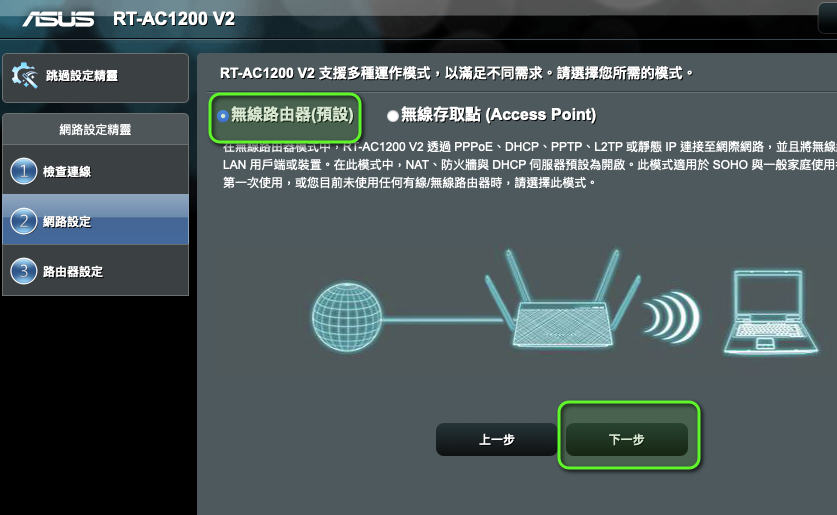 ASUS RT-AC1200 V2
跳過設定精靈
網路設定精靈
1 檢查連線
2 網路設定
3 路由器設定
RT-AC1200 V2 支援多種運作模式，以滿足不同需求。請選擇您所需的模式。
無線路由器(預設) 無線存取點 (Access Point)
在無線路由器模式中，RT-AC1200 V2 透過 PPPoE、DHCP、PPTP、L2TP 或靜態 IP 連接至網際網路，並且將無線
LAN 用戶端或裝置。在此模式中，NAT、防火牆與 DHCP 伺服器預設為開啟。此模式適用於 SOHO 與一般家庭使用
第一次使用，或您目前未使用任何有線/無線路由器時，請選擇此模式。
上一步 下一步